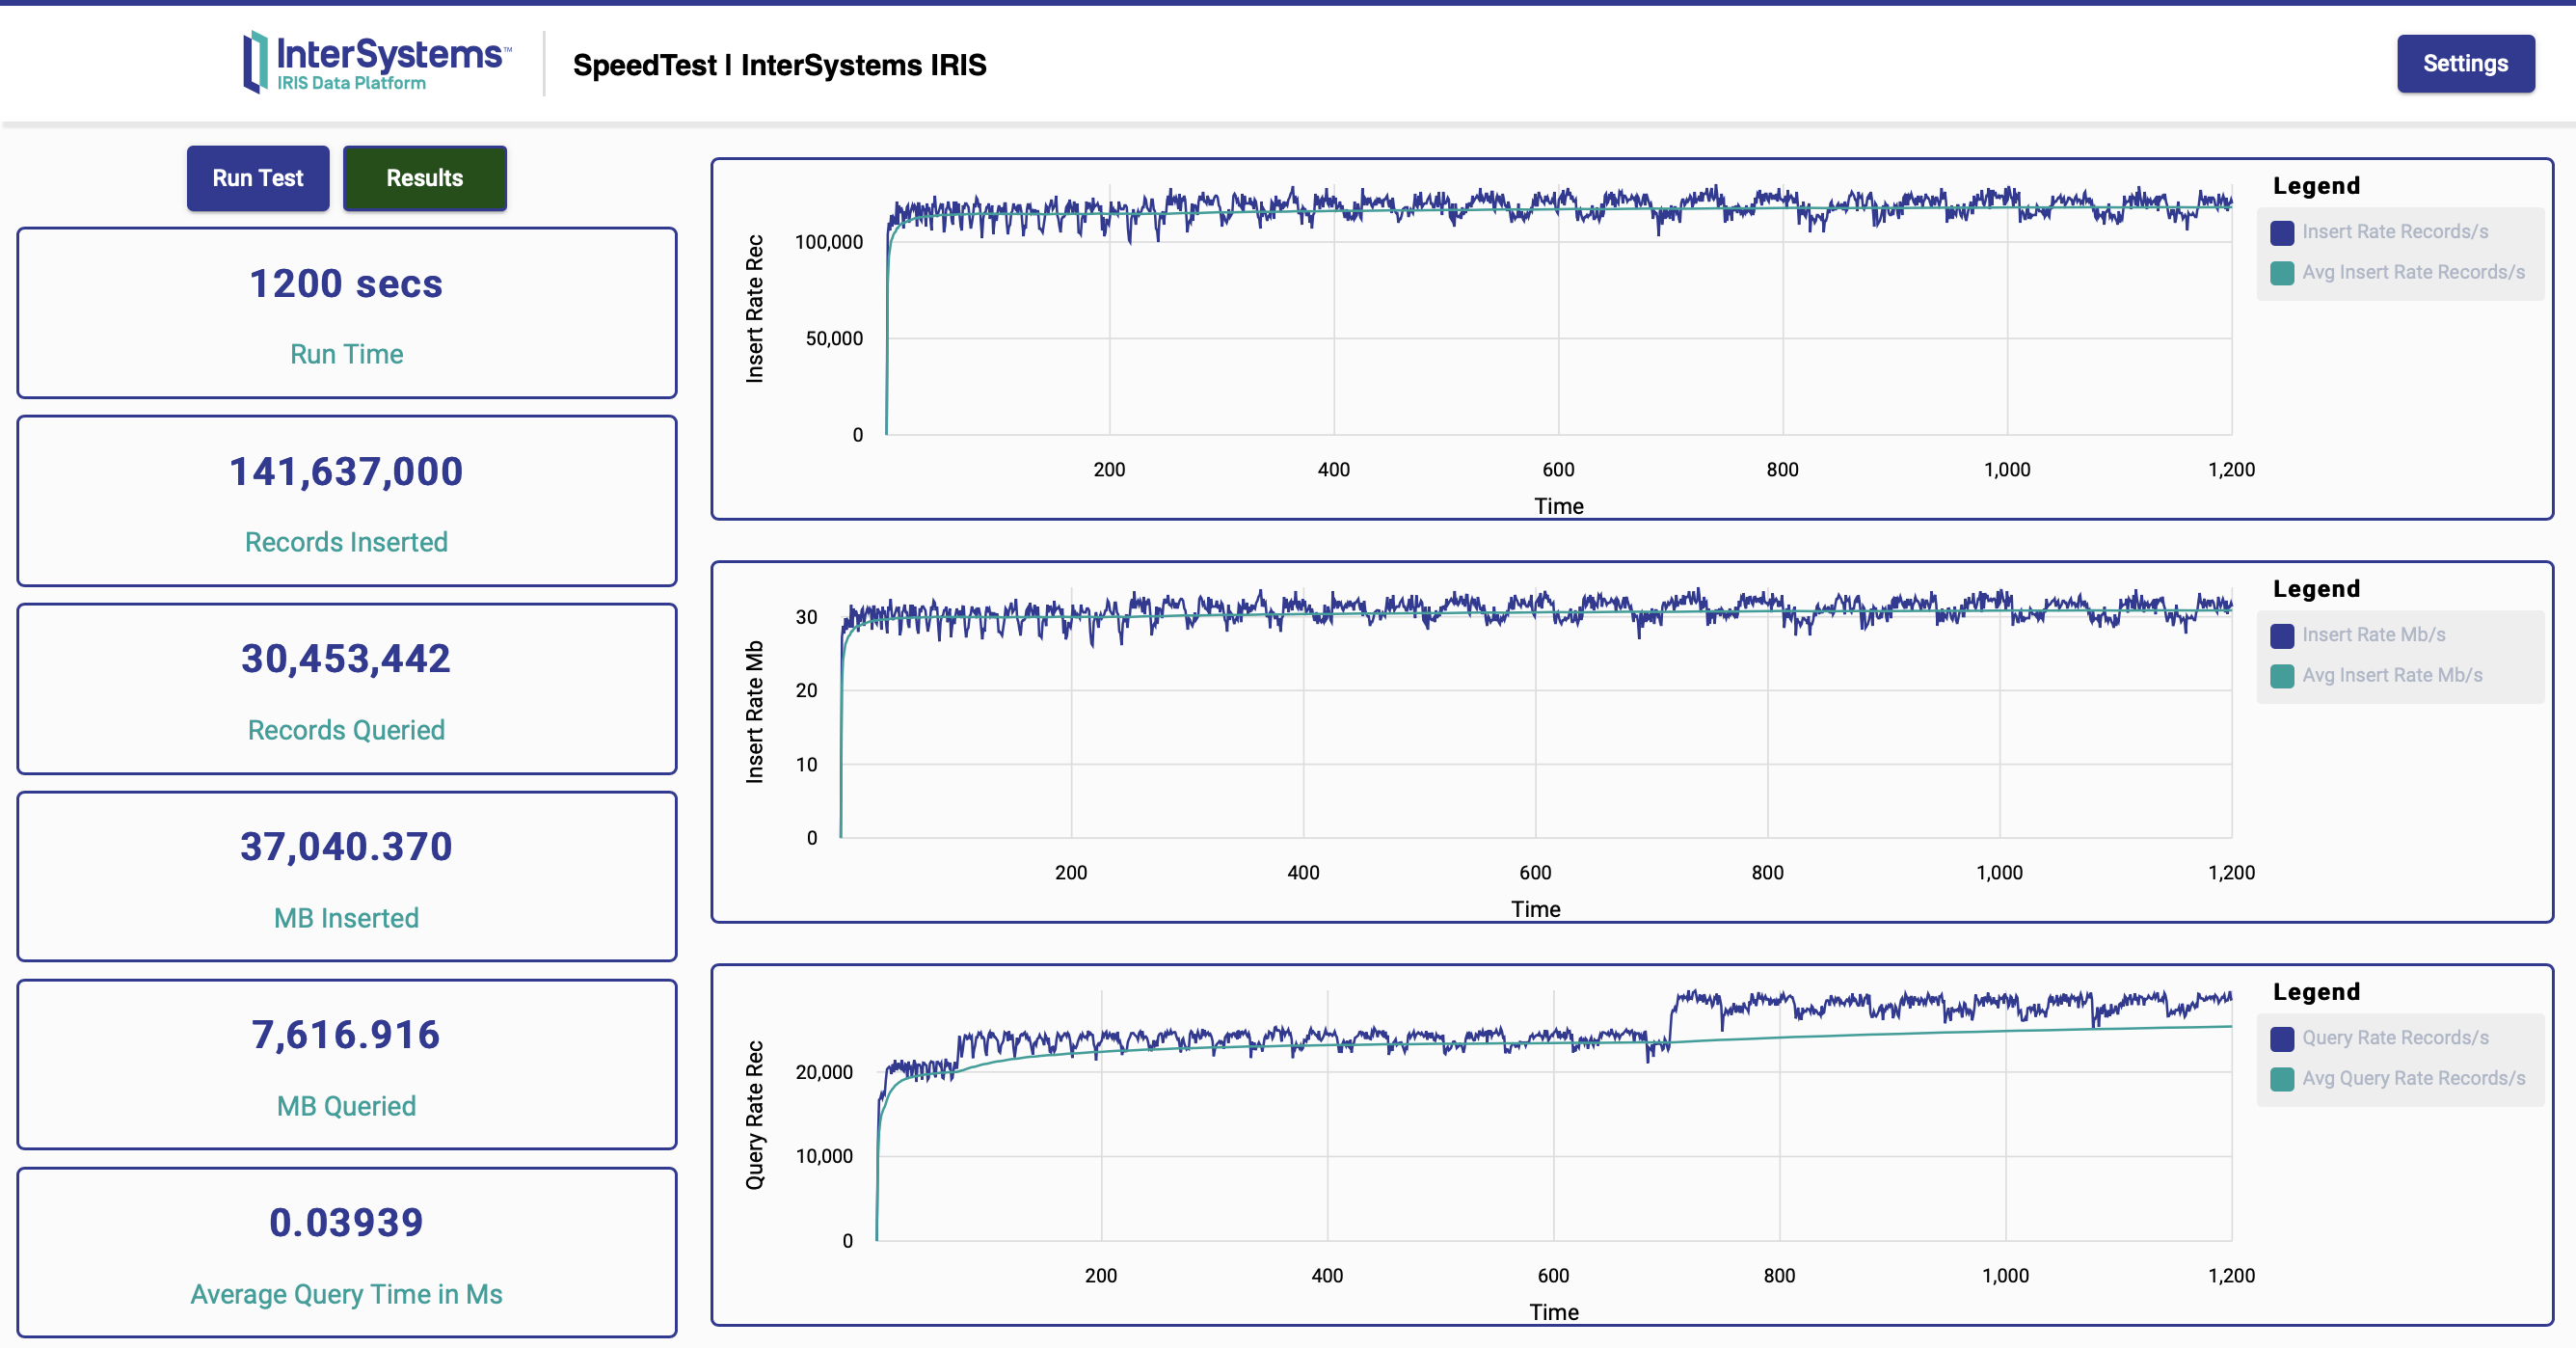 InterSystems™
IRIS Data Platform
SpeedTest | InterSystems IRIS
Settings
Run Test
Results
1200 secs
Run Time
141,637,000
Records Inserted
30,453,442
Records Queried
37,040.370
MB Inserted
7,616.916
MB Queried
0.03939
Average Query Time in Ms
Insert Rate Rec
100,000
50,000
0
200 400 600 800 1,000 1,200
Time
Legend
Insert Rate Records/s
Avg Insert Rate Records/s
Insert Rate Mb
30
20
10
0
200 400 600 800 1,000 1,200
Time
Legend
Insert Rate Mb/s
Avg Insert Rate Mb/s
Query Rate Rec
20,000
10,000
0
200 400 600 800 1,000 1,200
Time
Legend
Query Rate Records/s
Avg Query Rate Records/s